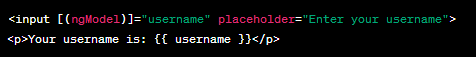 <input [(ngModel)]="username" placeholder="Enter your username">
<p>Your username is: {{ username }}</p>